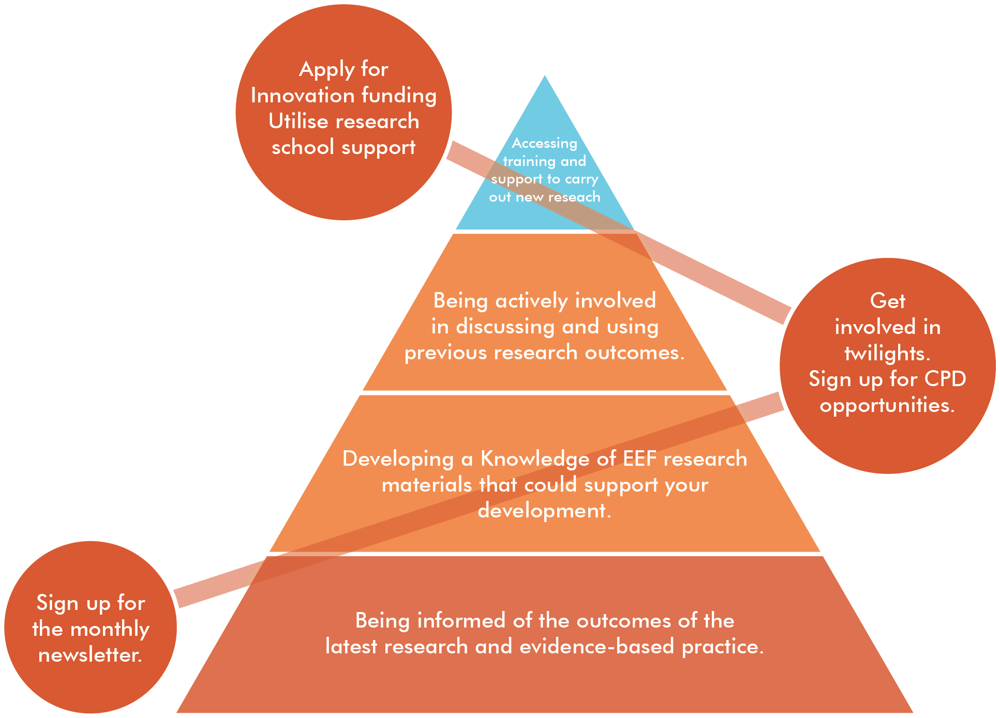 Apply for
Innovation funding
Utilise research
school support
Accessing
training and
support to carry
out new reseach
Being actively involved
in discussing and using
previous research outcomes.
Get
involved in
twilights.
Sign up for CPD
opportunities.
Developing a Knowledge of EEF research
materials that could support your
development.
Sign up for
the monthly
newsletter.
Being informed of the outcomes of the
latest research and evidence-based practice.